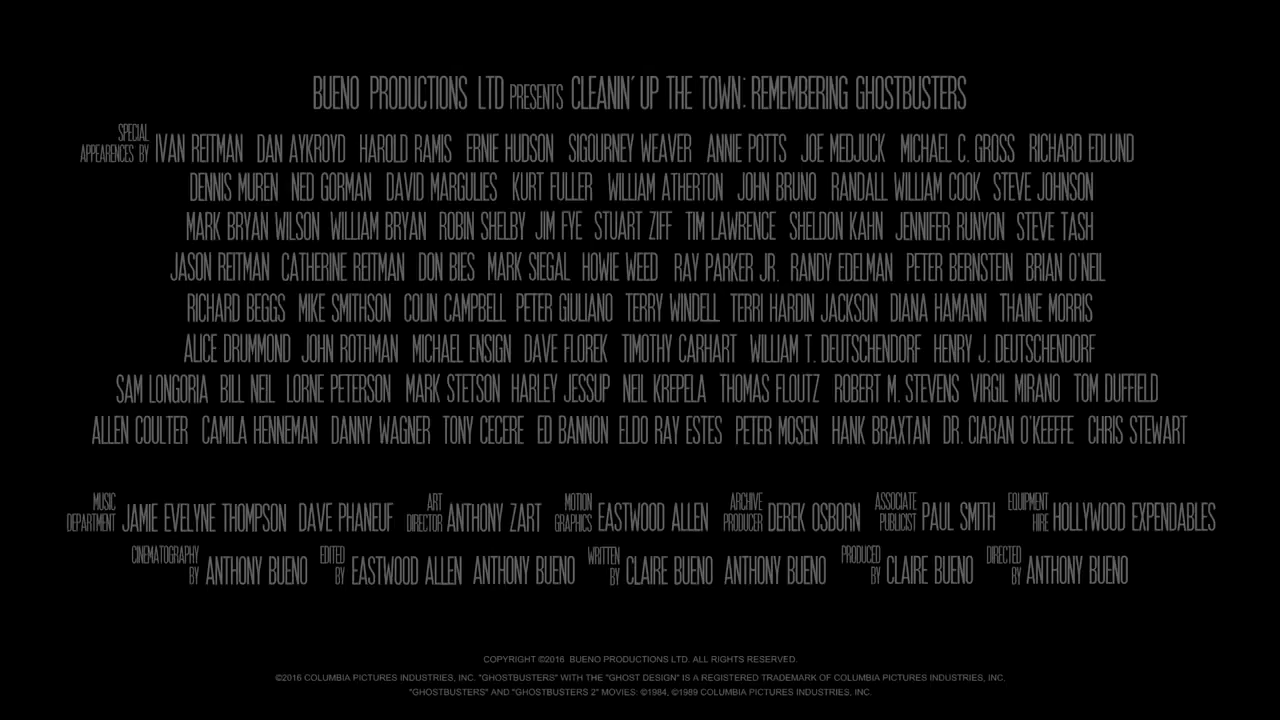 BUENO PRODUCTIONS LTD PRESENTS CLEANIN' UP THE TOWN: REMEMBERING GHOSTBUSTERS
SPECIAL APPEARENCES BY IVAN REITMAN DAN AYKROYD HAROLD RAMIS ERNIE HUDSON SIGOURNEY WEAVER ANNIE POTTS JOE MEDJUCK MICHAEL C. GROSS RICHARD EDLUND
DENNIS MUREN NED GORMAN DAVID MARGULIES KURT FULLER WILLIAM ATHERTON JOHN BRUNO RANDALL WILLIAM COOK STEVE JOHNSON
MARK BRYAN WILSON WILLIAM BRYAN ROBIN SHELBY JIM FYE STUART ZIFF TIM LAWRENCE SHELDON KAHN JENNIFER RUNYON STEVE TASH
JASON REITMAN CATHERINE REITMAN DON BIES MARK SIEGAL HOWIE WEED RAY PARKER JR. RANDY EDELMAN PETER BERNSTEIN BRIAN O'NEIL
RICHARD BEGGS MIKE SMITHSON COLIN CAMPBELL PETER GIULIANO TERRY WINDELL TERRI HARDIN JACKSON DIANA HAMANN THAINE MORRIS
ALICE DRUMMOND JOHN ROTHMAN MICHAEL ENSIGN DAVE FLOREK TIMOTHY CARHART WILLIAM T. DEUTSCHENDORF HENRY J. DEUTSCHENDORF
SAM LONGORIA BILL NEIL LORNE PETERSON MARK STETSON HARLEY JESSUP NEIL KREPELA THOMAS FLOUTZ ROBERT M. STEVENS VIRGIL MIRANO TOM DUFFIELD
ALLEN COULTER CAMILA HENNEMAN DANNY WAGNER TONY CECERE ED BANNON ELDO RAY ESTES PETER MOSEN HANK BRAXTAN DR. CIARAN O'KEEFFE CHRIS STEWART
MUSIC DEPARTMENT JAMIE EVELYNE THOMPSON DAVE PHANEUF ART DIRECTOR ANTHONY ZART MOTION GRAPHICS EASTWOOD ALLEN ARCHIVE PRODUCER DEREK OSBORN ASSOCIATE PUBLICIST PAUL SMITH EQUIPMENT HIRE HOLLYWOOD EXPENDABLES
CINEMATOGRAPHY BY ANTHONY BUENO EDITED BY EASTWOOD ALLEN ANTHONY BUENO WRITTEN BY CLAIRE BUENO ANTHONY BUENO PRODUCED BY CLAIRE BUENO DIRECTED BY ANTHONY BUENO
COPYRIGHT ©2016 BUENO PRODUCTIONS LTD. ALL RIGHTS RESERVED.
©2016 COLUMBIA PICTURES INDUSTRIES, INC. "GHOSTBUSTERS" WITH THE "GHOST DESIGN" IS A REGISTERED TRADEMARK OF COLUMBIA PICTURES INDUSTRIES, INC.
"GHOSTBUSTERS" AND "GHOSTBUSTERS 2" MOVIES: ©1984, ©1989 COLUMBIA PICTURES INDUSTRIES, INC.